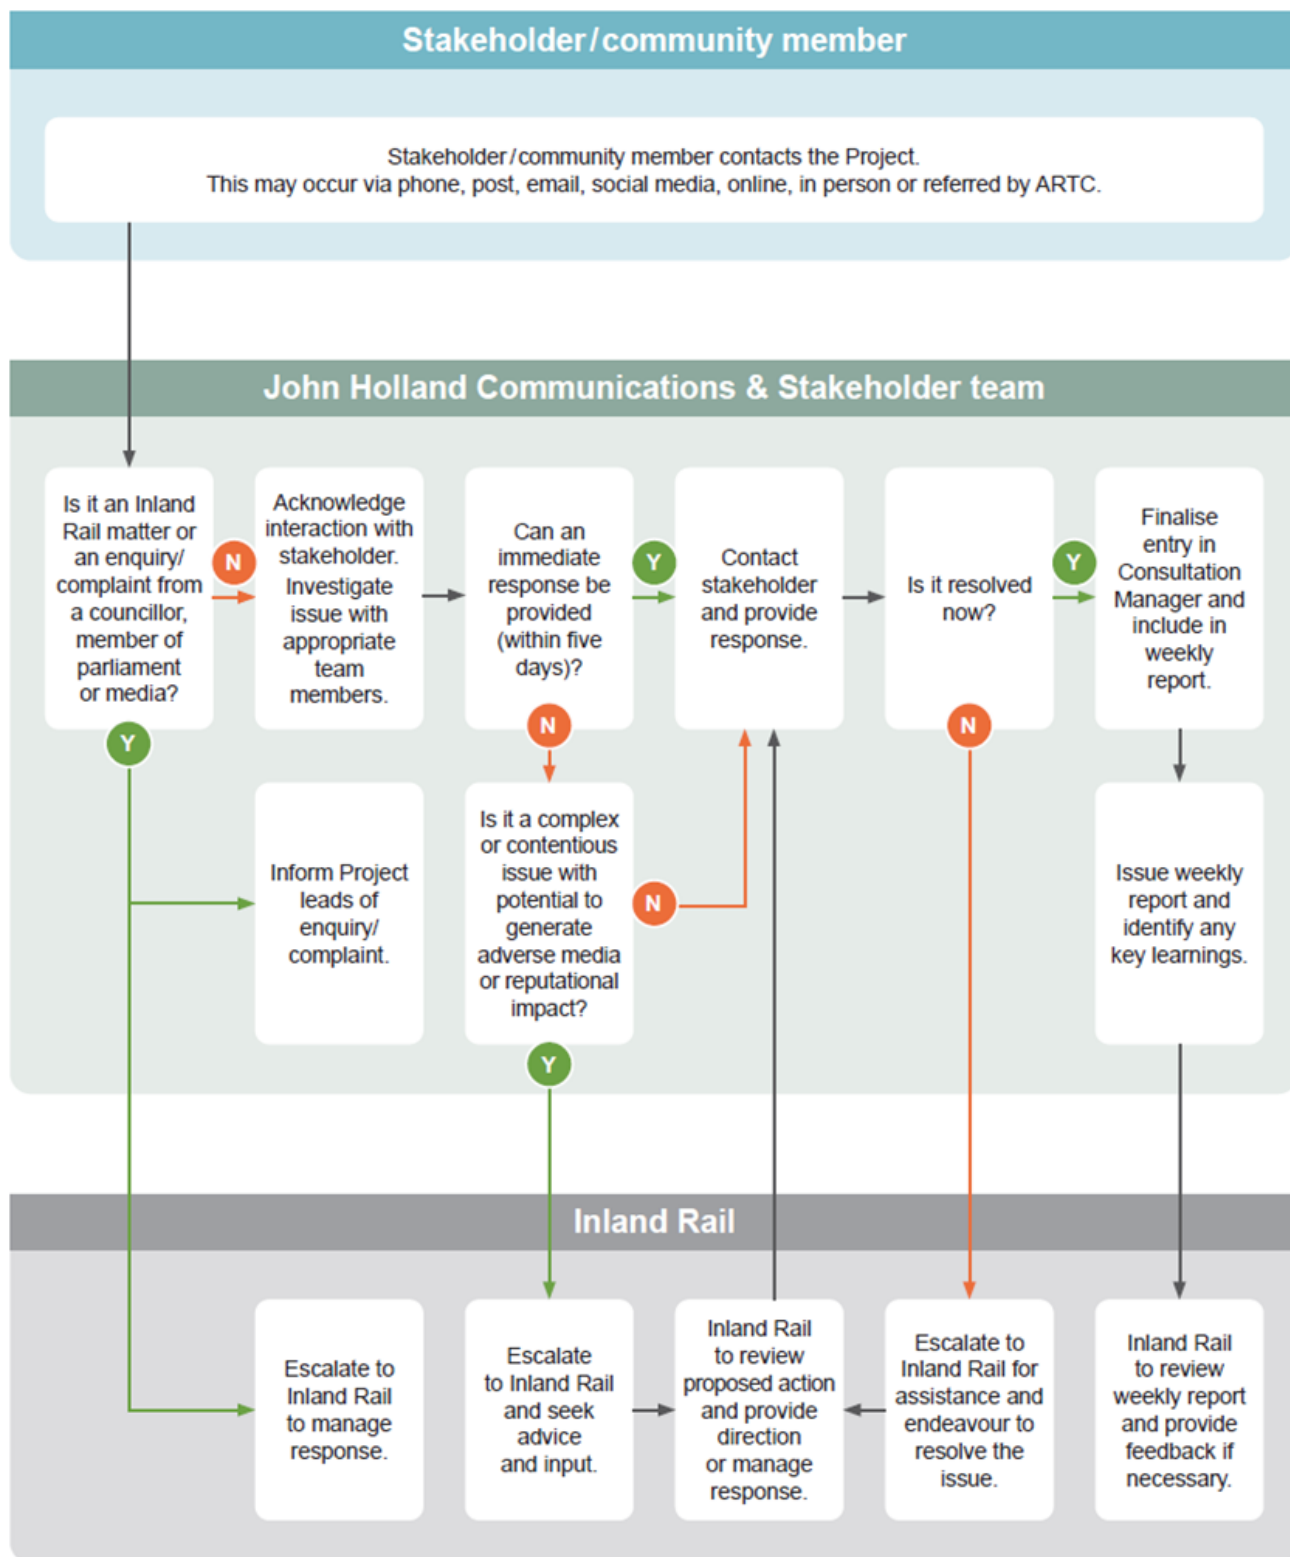 Stakeholder/community member
Stakeholder/community member contacts the Project.
This may occur via phone, post, email, social media, online, in person or referred by ARTC.
John Holland Communications & Stakeholder team
Is it an Inland
Rail matter or
an enquiry/
complaint from
a councillor,
member of
parliament
or media?
N
Y
Acknowledge
interaction with
stakeholder.
Investigate
issue with
appropriate
team
members.
Can an
immediate
response be
provided
(within five
days)?
Y
N
Contact
stakeholder
and provide
response.
Is it resolved
now?
Y
N
Finalise
entry in
Consultation
Manager and
include in
weekly
report.
Inform Project
leads of
enquiry/
complaint.
Is it a complex
or contentious
issue with
potential to
generate
adverse media
or reputational
impact?
N
Y
Issue weekly
report and
identify any
key learnings.
Inland Rail
Escalate to
Inland Rail
to manage
response.
Escalate
to Inland Rail
and seek
advice
and input.
Inland Rail
to review
proposed action
and provide
direction
or manage
response.
Escalate to
Inland Rail for
assistance and
endeavour to
resolve the
issue.
Inland Rail
to review
weekly report
and provide
feedback if
necessary.